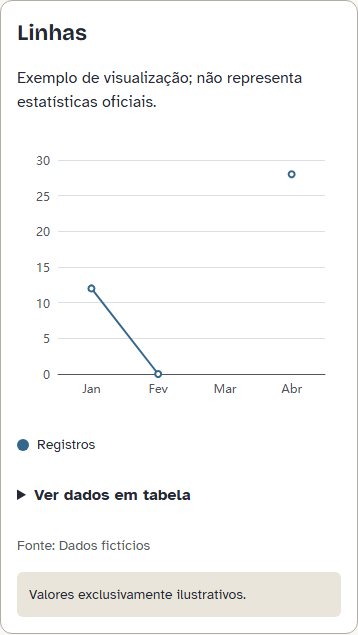 Linhas
Exemplo de visualização; não representa
estatísticas oficiais.
30
25
20
15
10
5
0
Jan Fev Mar Abr
Registros
Ver dados em tabela
Fonte: Dados fictícios
Valores exclusivamente ilustrativos.